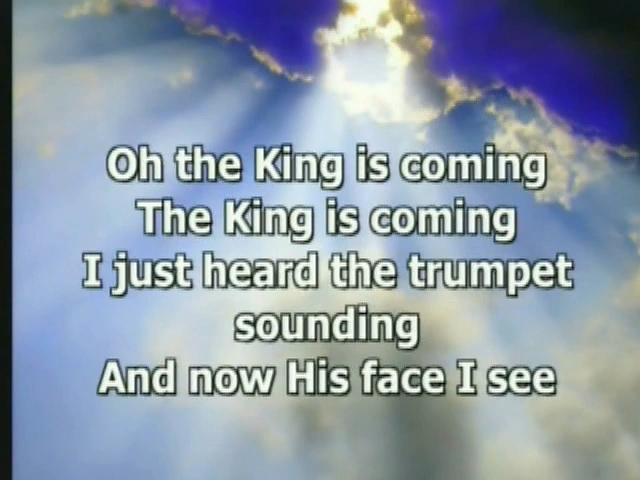 Oh the King is coming
The King is coming
I just heard the trumpet
sounding
And now His face I see